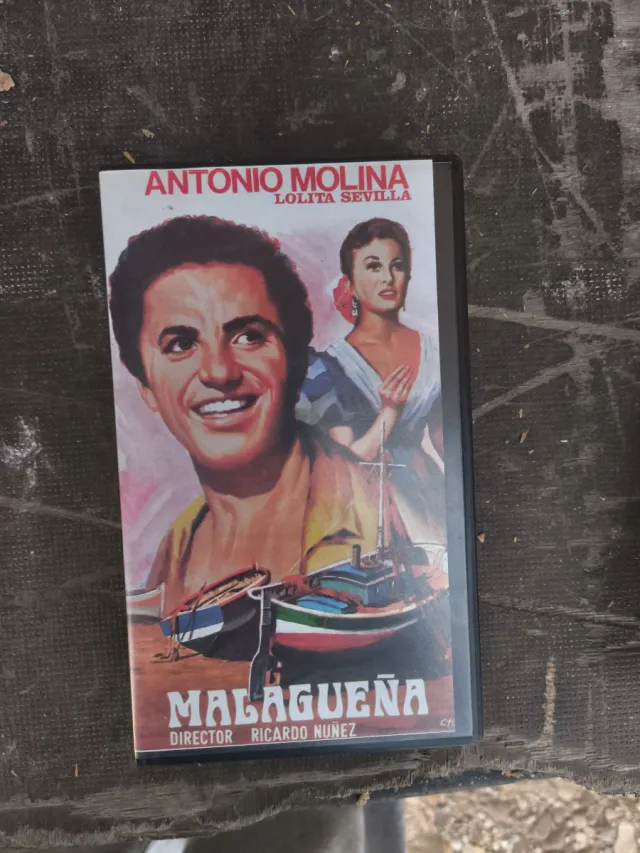 ANTONIO MOLINA
LOLITA SEVILLA
MALAGUEÑA
DIRECTOR RICARDO NUÑEZ